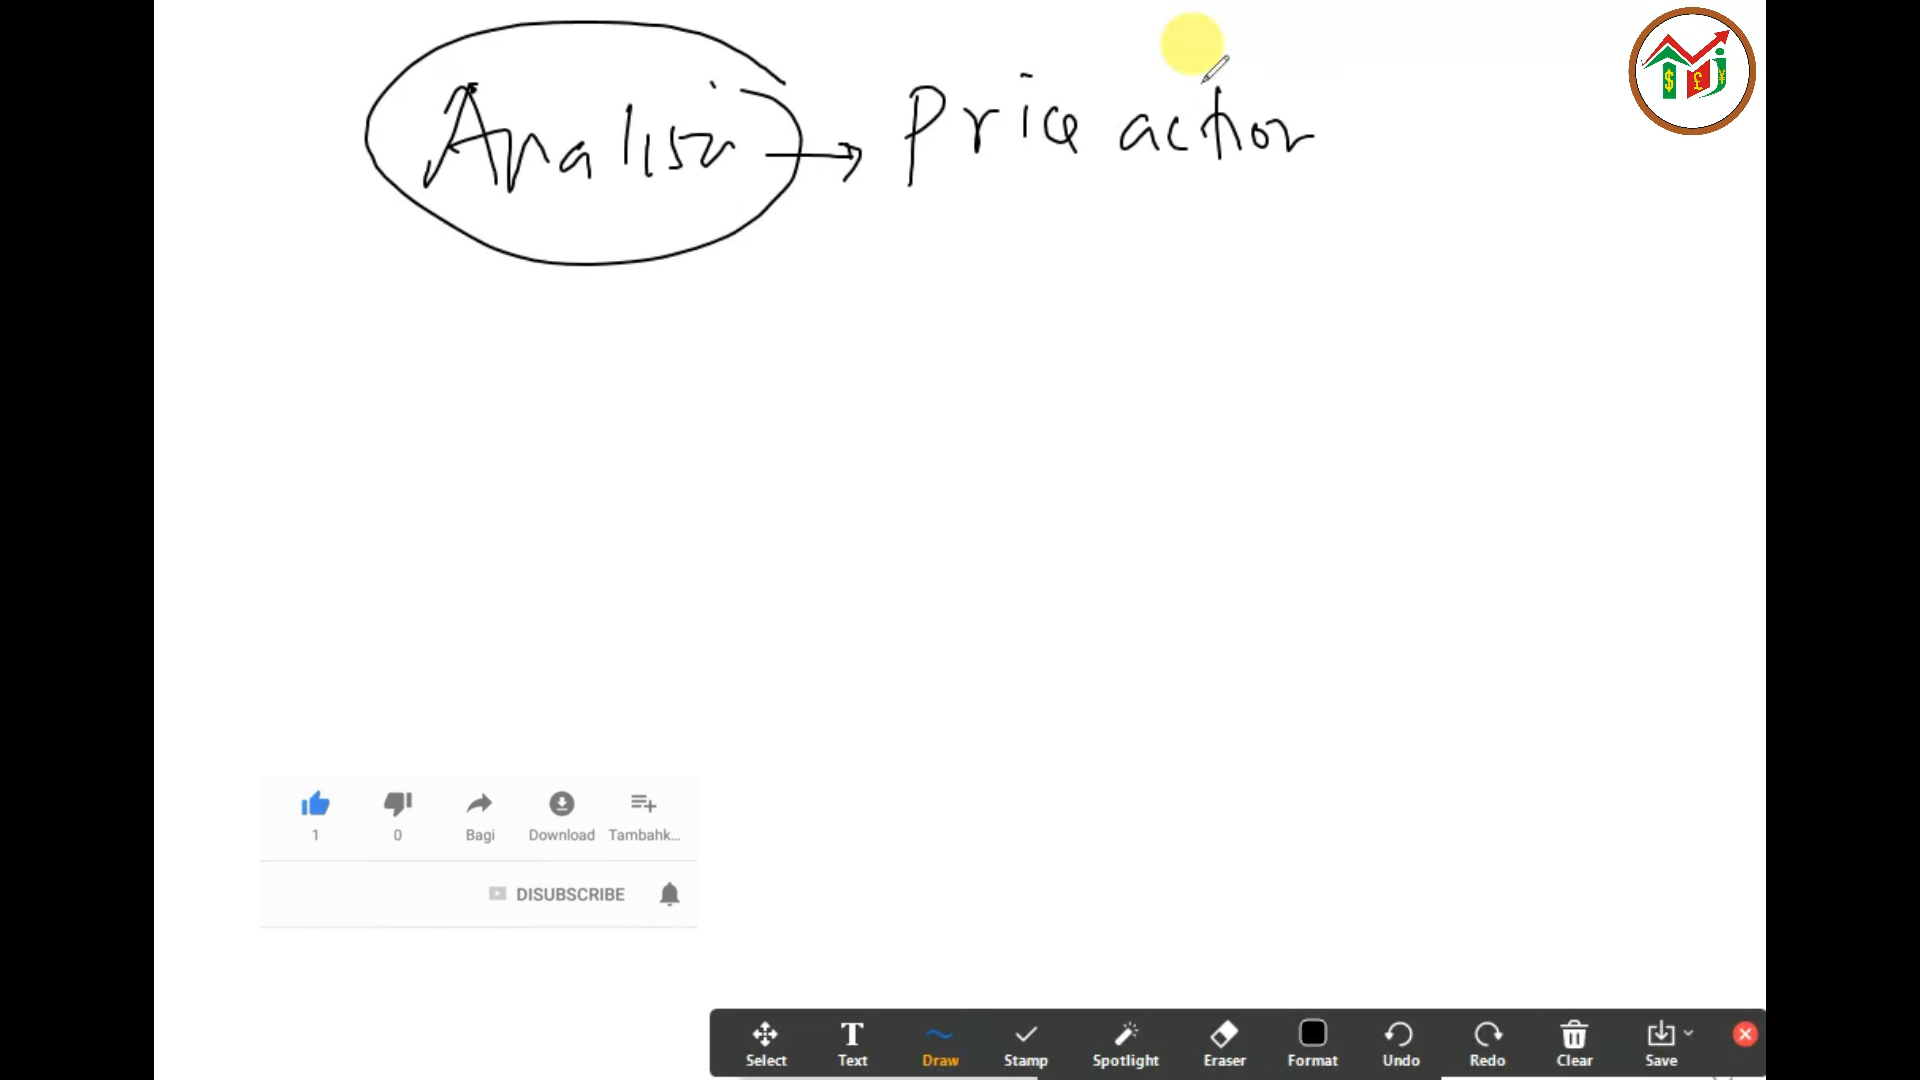 Analisa → Price action
1 0 Bagi Download Tambahk...
DISUBSCRIBE
Select Text Draw Stamp Spotlight Eraser Format Undo Redo Clear Save